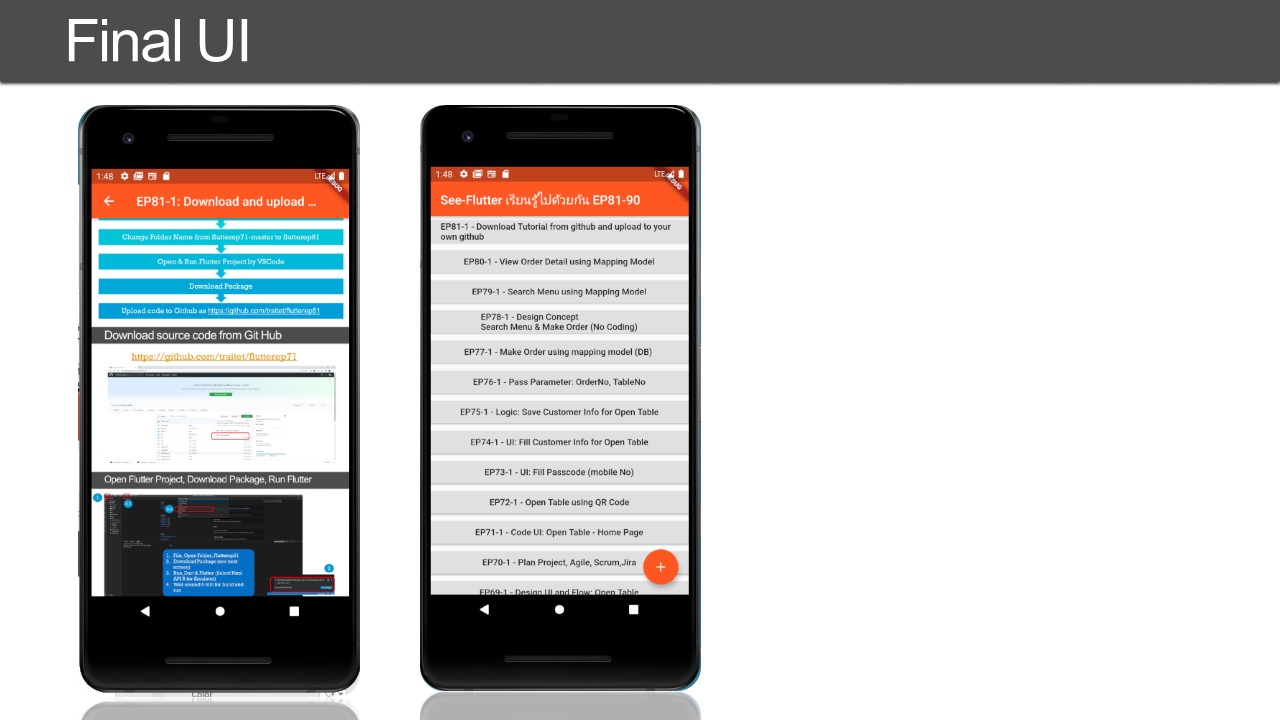 Final UI
1:48
LTE
DEBUG
EP81-1: Download and upload ...
Change Folder Name from flutterep71-master to flutterep81
Open & Run Flutter Project by VSCode
Download Package
Upload code to Github as https://github.com/traitet/flutterep81
Download source code from Git Hub
https://github.com/traitet/flutterep71
Open Flutter Project, Download Package, Run Flutter
1
1. File, Open Folder, Flutterep81
2. Download Package (see next screen)
3. Run, Dart & Flutter (Select Pixel API R for Emulator)
4. Wait around 5 min for build and run
2
Color
1:48
LTE
DEBUG
See-Flutter เรียนรู้ไปด้วยกัน EP81-90
EP81-1 - Download Tutorial from github and upload to your
own github
EP80-1 - View Order Detail using Mapping Model
EP79-1 - Search Menu using Mapping Model
EP78-1 - Design Concept
Search Menu & Make Order (No Coding)
EP77-1 - Make Order using mapping model (DB)
EP76-1 - Pass Parameter: OrderNo, TableNo
EP75-1 - Logic: Save Customer Info for Open Table
EP74-1 - UI: Fill Customer Info for Open Table
EP73-1 - UI: Fill Passcode (mobile No)
EP72-1 - Open Table using QR Code
EP71-1 - Code UI: Open Table - Home Page
EP70-1 - Plan Project, Agile, Scrum,Jira
EP69-1 - Design UI and Flow: Open Table